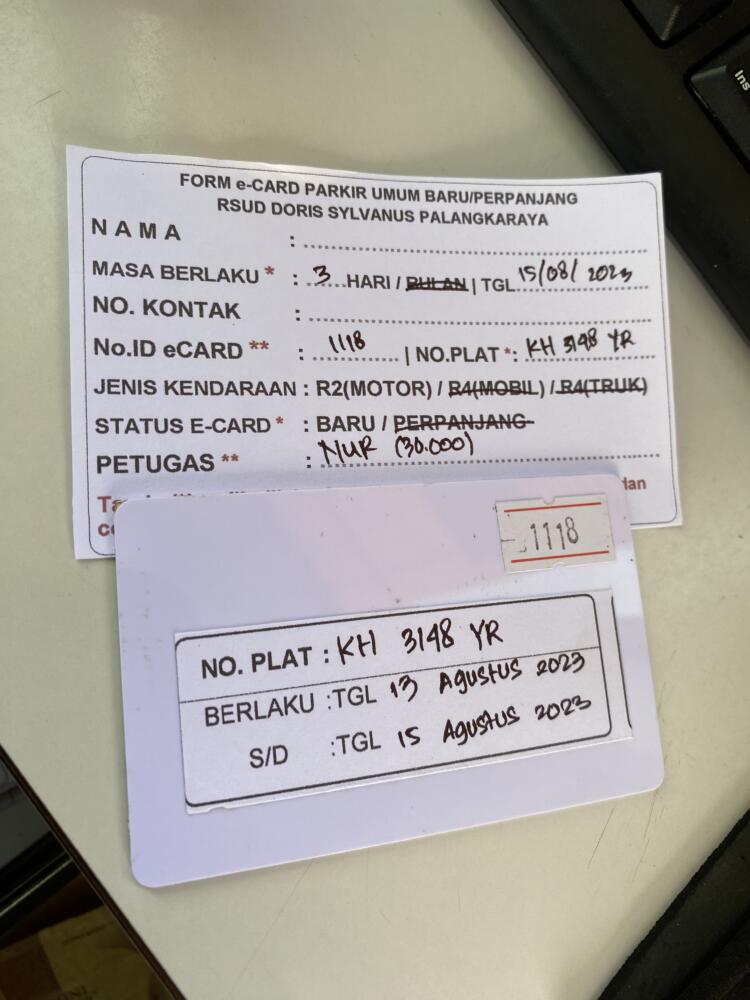 FORM e-CARD PARKIR UMUM BARU/PERPANJANG
RSUD DORIS SYLVANUS PALANGKARAYA
NAMA :
MASA BERLAKU * : 3 HARI / BULAN | TGL 15/08/2023
NO. KONTAK :
No.ID eCARD ** : 1118 | NO.PLAT *: KH 3148 YR
JENIS KENDARAAN : R2(MOTOR) / R4(MOBIL) / R4(TRUK)
STATUS E-CARD * : BARU / PERPANJANG
PETUGAS ** : NUR (30.000)
1118
NO. PLAT : KH 3148 YR
BERLAKU :TGL 13 Agustus 2023
S/D :TGL 15 Agustus 2023
Ins